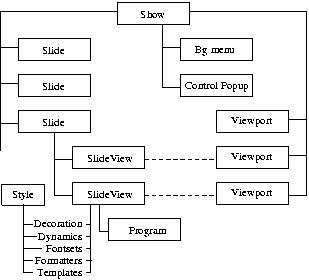 Show
Slide
Bg menu
Slide
Control Popup
Slide
Viewport
SlideView
Viewport
Style
SlideView
Viewport
Decoration
Program
Dynamics
Fontsets
Formatters
Templates